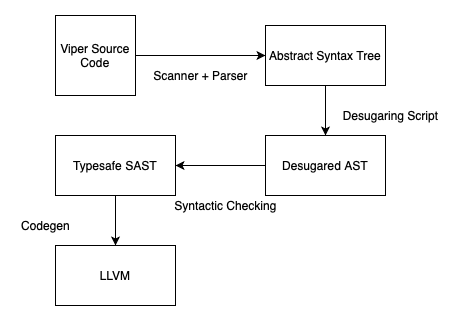 Viper Source
Code
Scanner + Parser
Abstract Syntax Tree
Desugaring Script
Desugared AST
Syntactic Checking
Typesafe SAST
Codegen
LLVM